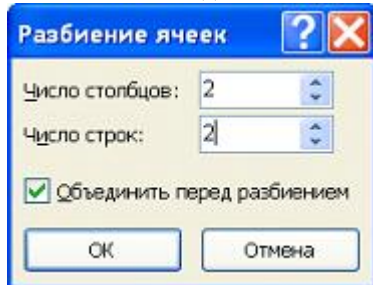 Разбиение ячеек
Число столбцов: 2
Число строк: 2
Объединить перед разбиением
ОК Отмена